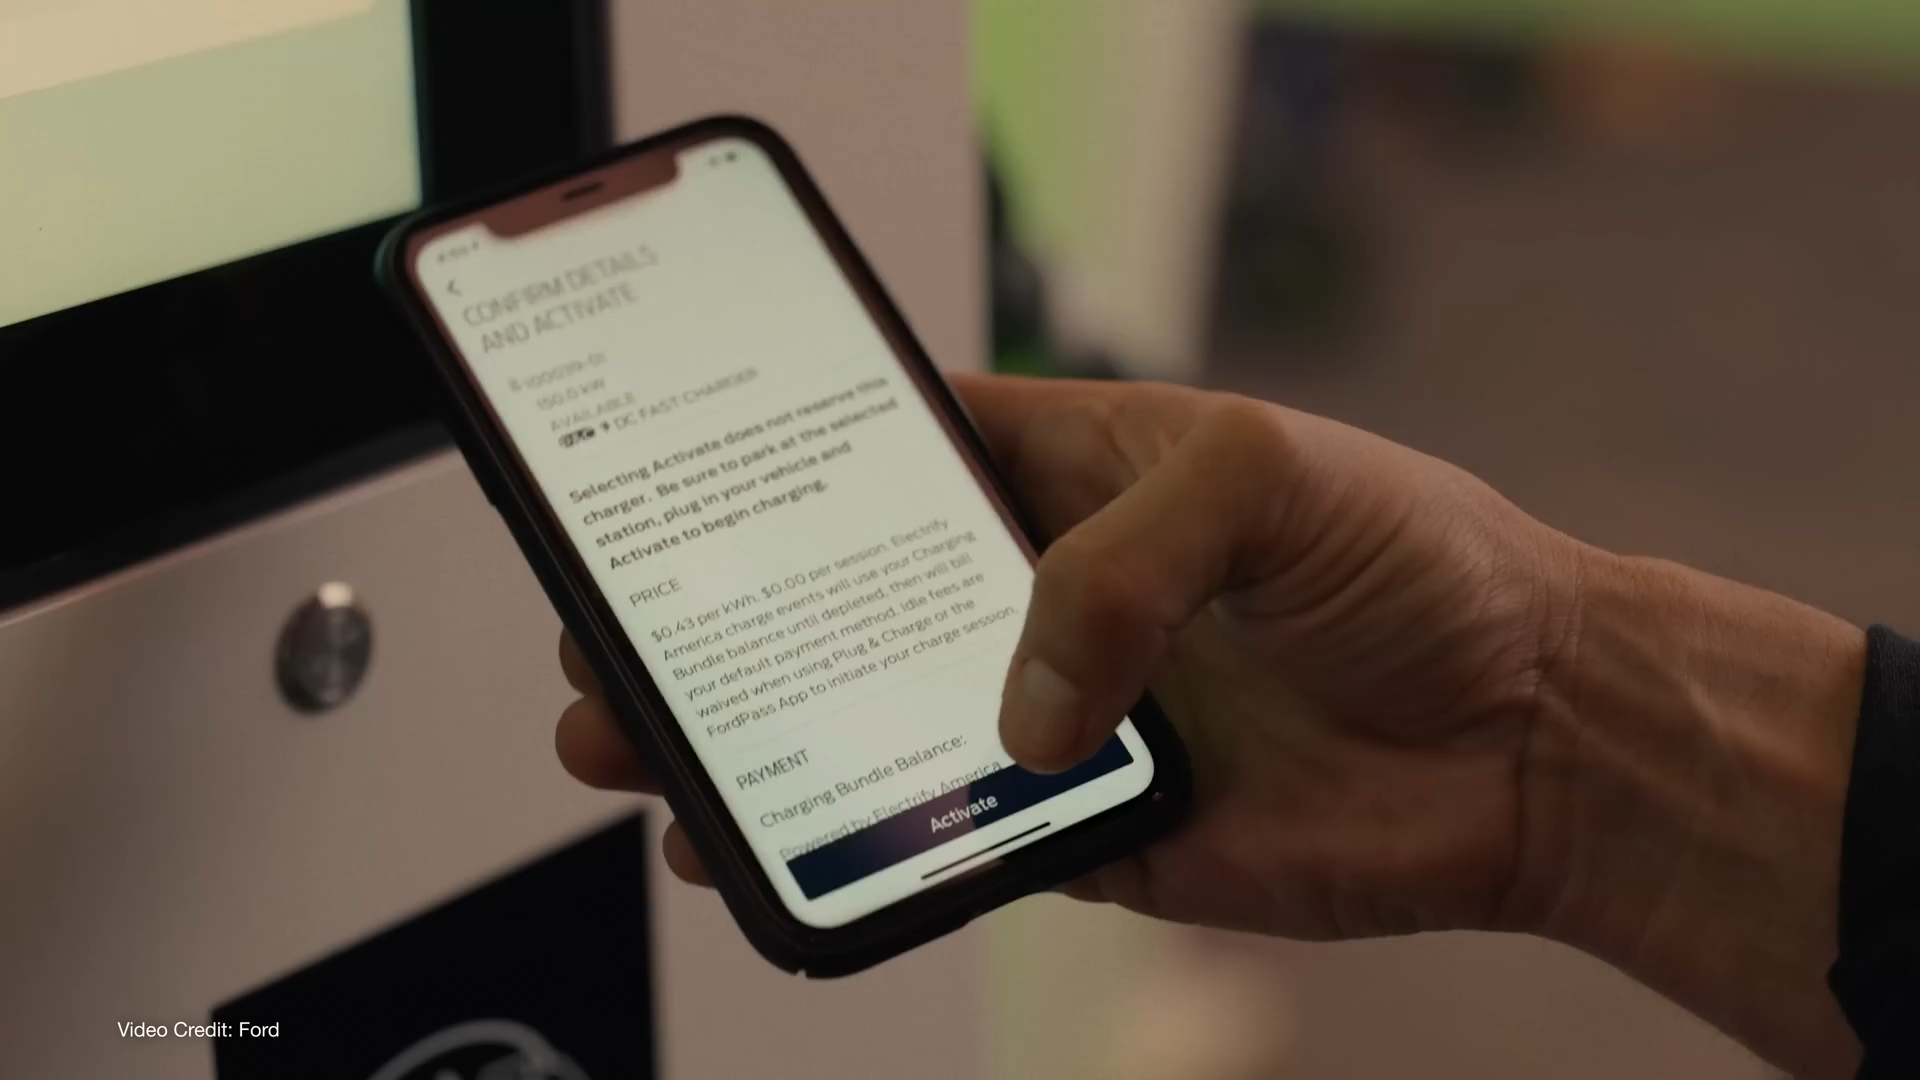 CONFIRM DETAILS
AND ACTIVATE
150.0 kW
AVAILABLE
DC FAST CHARGER
Selecting Activate does not reserve this
charger. Be sure to park at the selected
station, plug in your vehicle and
Activate to begin charging.
PRICE
$0.43 per kWh. $0.00 per session. Electrify
America charge events will use your Charging
Bundle balance until depleted, then will bill
your default payment method. Idle fees are
waived when using Plug & Charge or the
FordPass App to initiate your charge session.
PAYMENT
Charging Bundle Balance:
Powered by Electrify America
Activate
Video Credit: Ford